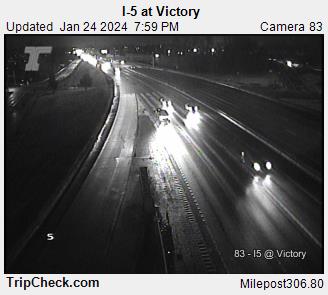 I-5 at Victory
Updated Jan 24 2024 7:59 PM Camera 83
T
S
83 - I5 @ Victory
TripCheck.com Milepost306.80